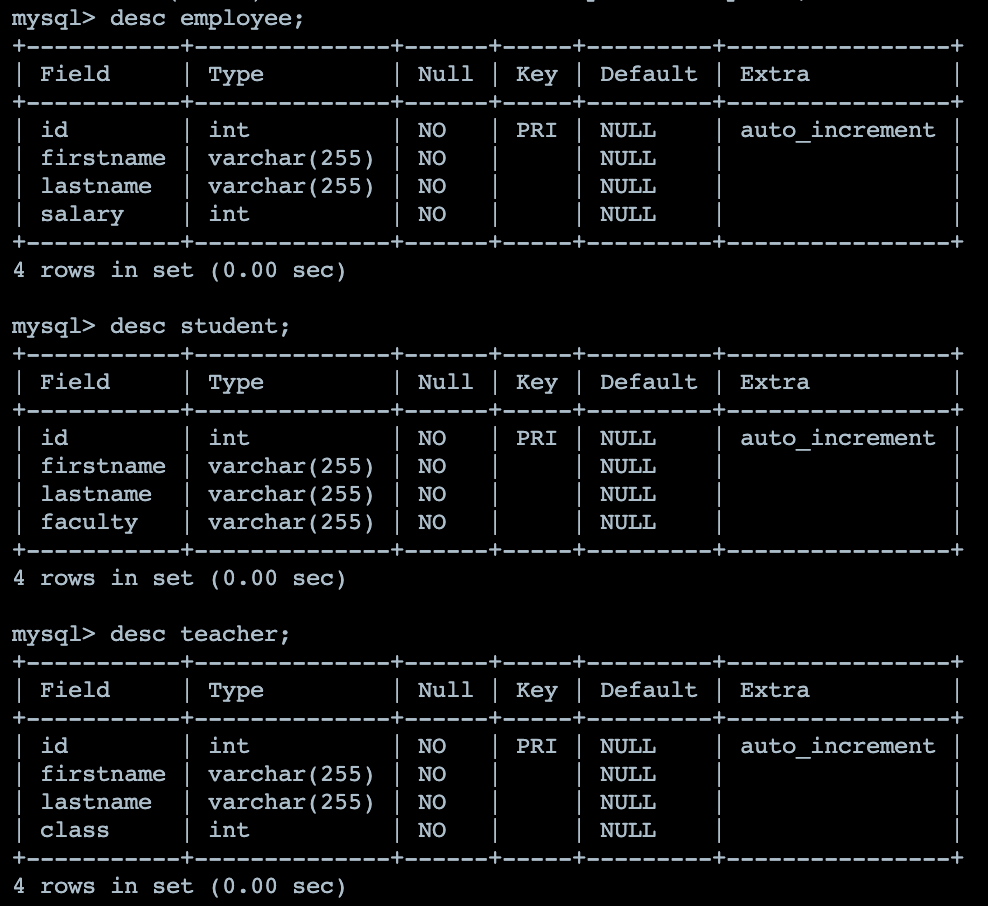 mysql> desc employee;
+-----------+--------------+------+-----+---------+----------------+
| Field     | Type         | Null | Key | Default | Extra          |
+-----------+--------------+------+-----+---------+----------------+
| id        | int          | NO   | PRI | NULL    | auto_increment |
| firstname | varchar(255) | NO   |     | NULL    |                |
| lastname  | varchar(255) | NO   |     | NULL    |                |
| salary    | int          | NO   |     | NULL    |                |
+-----------+--------------+------+-----+---------+----------------+
4 rows in set (0.00 sec)

mysql> desc student;
+-----------+--------------+------+-----+---------+----------------+
| Field     | Type         | Null | Key | Default | Extra          |
+-----------+--------------+------+-----+---------+----------------+
| id        | int          | NO   | PRI | NULL    | auto_increment |
| firstname | varchar(255) | NO   |     | NULL    |                |
| lastname  | varchar(255) | NO   |     | NULL    |                |
| faculty   | varchar(255) | NO   |     | NULL    |                |
+-----------+--------------+------+-----+---------+----------------+
4 rows in set (0.00 sec)

mysql> desc teacher;
+-----------+--------------+------+-----+---------+----------------+
| Field     | Type         | Null | Key | Default | Extra          |
+-----------+--------------+------+-----+---------+----------------+
| id        | int          | NO   | PRI | NULL    | auto_increment |
| firstname | varchar(255) | NO   |     | NULL    |                |
| lastname  | varchar(255) | NO   |     | NULL    |                |
| class     | int          | NO   |     | NULL    |                |
+-----------+--------------+------+-----+---------+----------------+
4 rows in set (0.00 sec)